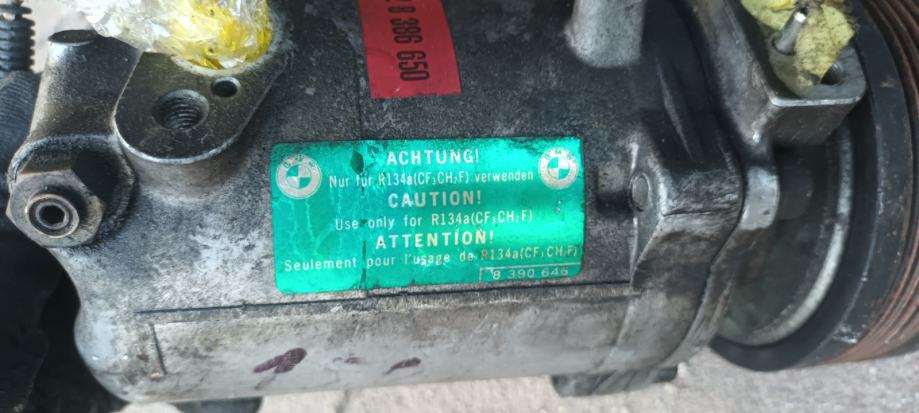 8 386 650
ACHTUNG!
Nur für R134a(CF₃CH₂F) verwenden
CAUTION!
Use only for R134a(CF₃CH₂F)
ATTENTION!
Seulement pour l'usage de R134a(CF₃CH₂F)
8 390 646